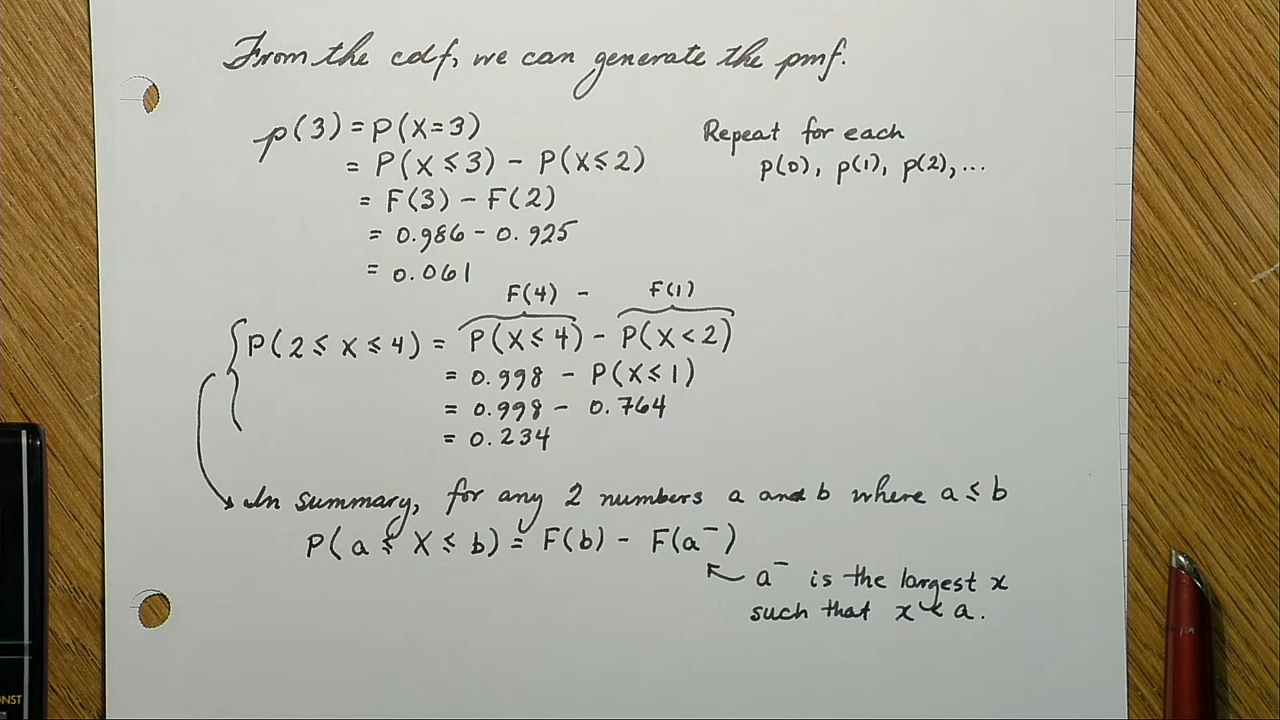 From the cdf, we can generate the pmf.
p(3) = P(X=3)
= P(X ≤ 3) - P(X ≤ 2)
= F(3) - F(2)
= 0.986 - 0.925
= 0.061
Repeat for each
p(0), p(1), p(2), ...
F(4) - F(1)
P(2 ≤ X ≤ 4) = P(X ≤ 4) - P(X < 2)
= 0.998 - P(X ≤ 1)
= 0.998 - 0.764
= 0.234
In summary, for any 2 numbers a and b where a ≤ b
P(a ≤ X ≤ b) = F(b) - F(a⁻)
a⁻ is the largest x
such that x < a.
NST